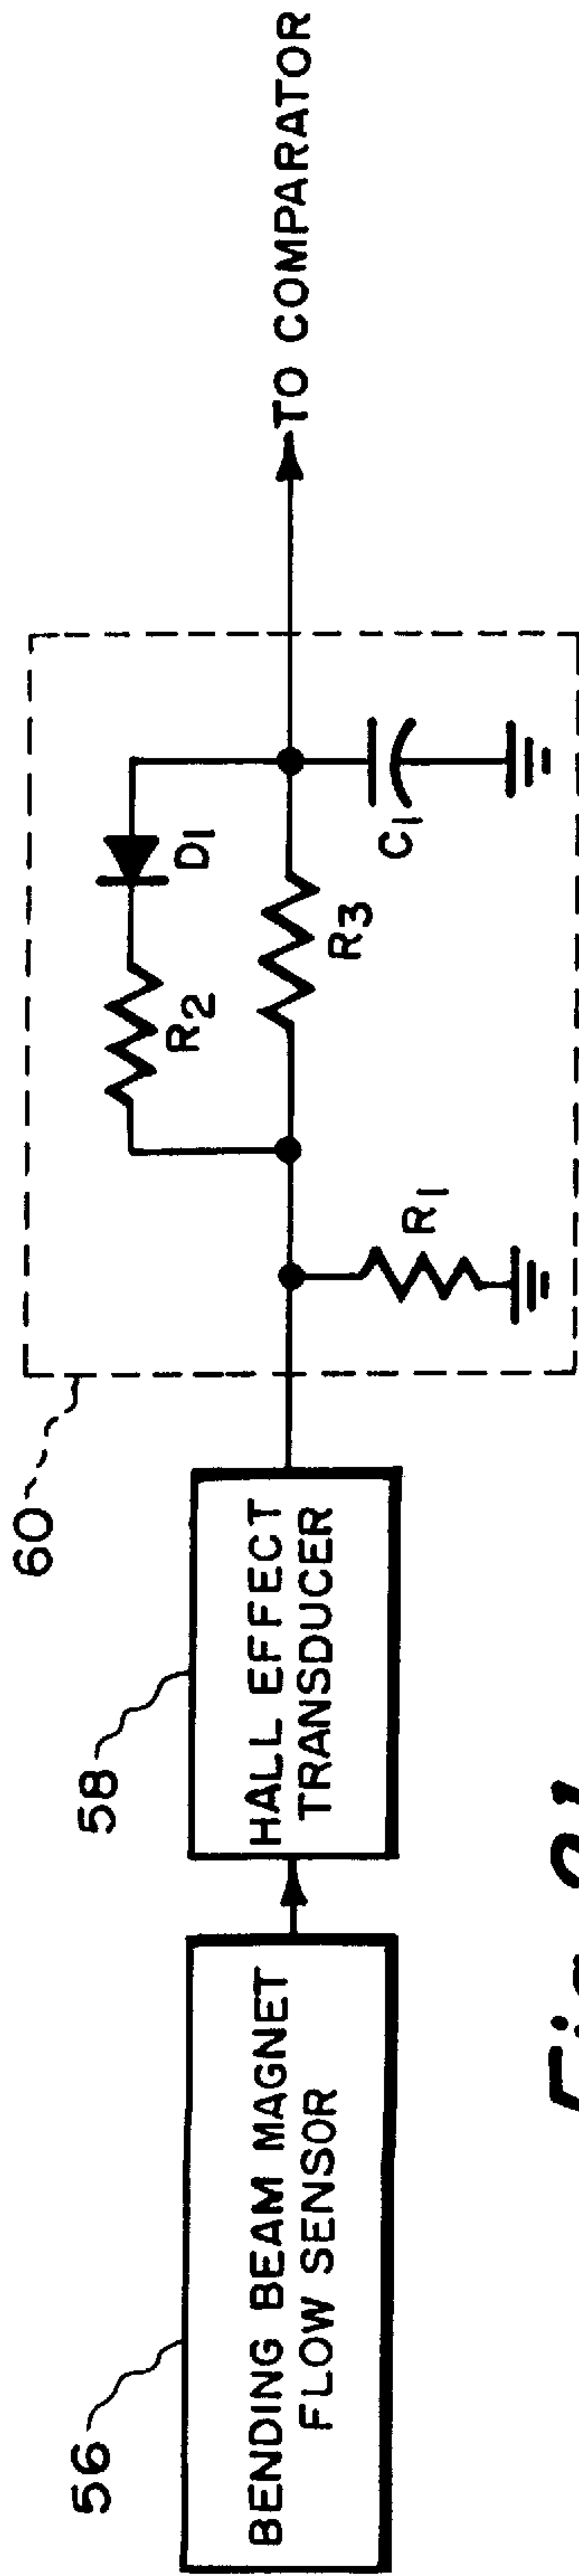 56
BENDING BEAM MAGNET
FLOW SENSOR
58
HALL EFFECT
TRANSDUCER
60
R1
R2
D1
R3
C1
TO COMPARATOR